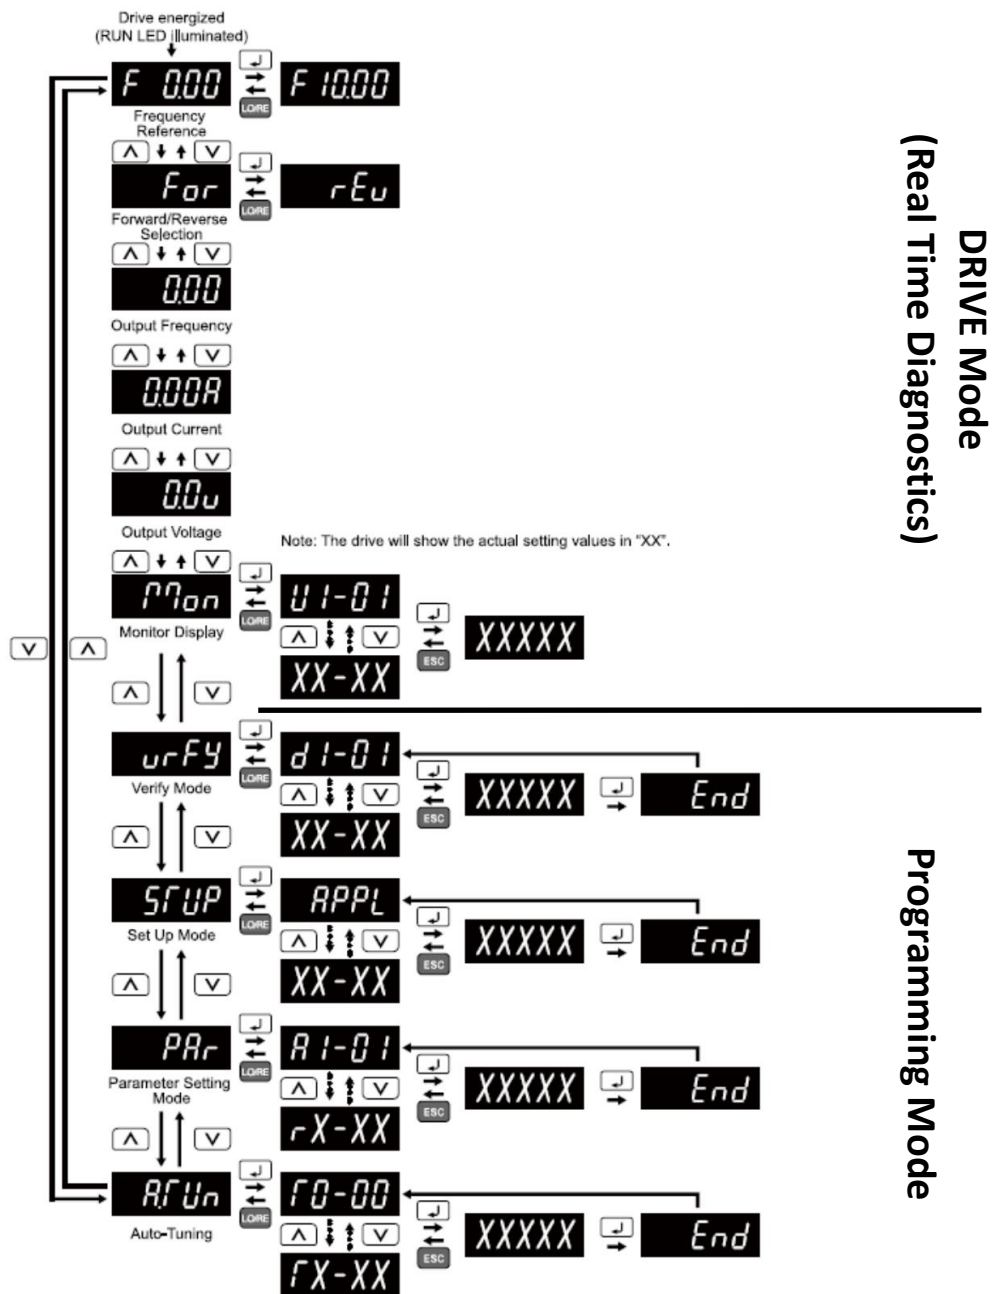 Drive energized
(RUN LED illuminated)
F 0.00
F 10.00
LO/RE
Frequency
Reference
For
rEv
LO/RE
Forward/Reverse
Selection
0.00
Output Frequency
0.00A
Output Current
0.0v
Output Voltage
Note: The drive will show the actual setting values in "XX".
Mon
LO/RE
U1-01
Monitor Display
XX-XX
ESC
XXXXX
DRIVE Mode
(Real Time Diagnostics)
vrFY
LO/RE
d1-01
Verify Mode
XX-XX
ESC
XXXXX
End
STUP
LO/RE
APPL
Set Up Mode
XX-XX
ESC
XXXXX
End
PAr
LO/RE
A1-01
Parameter Setting
Mode
rX-XX
ESC
XXXXX
End
A.TUn
LO/RE
T0-00
Auto-Tuning
TX-XX
ESC
XXXXX
End
Programming Mode